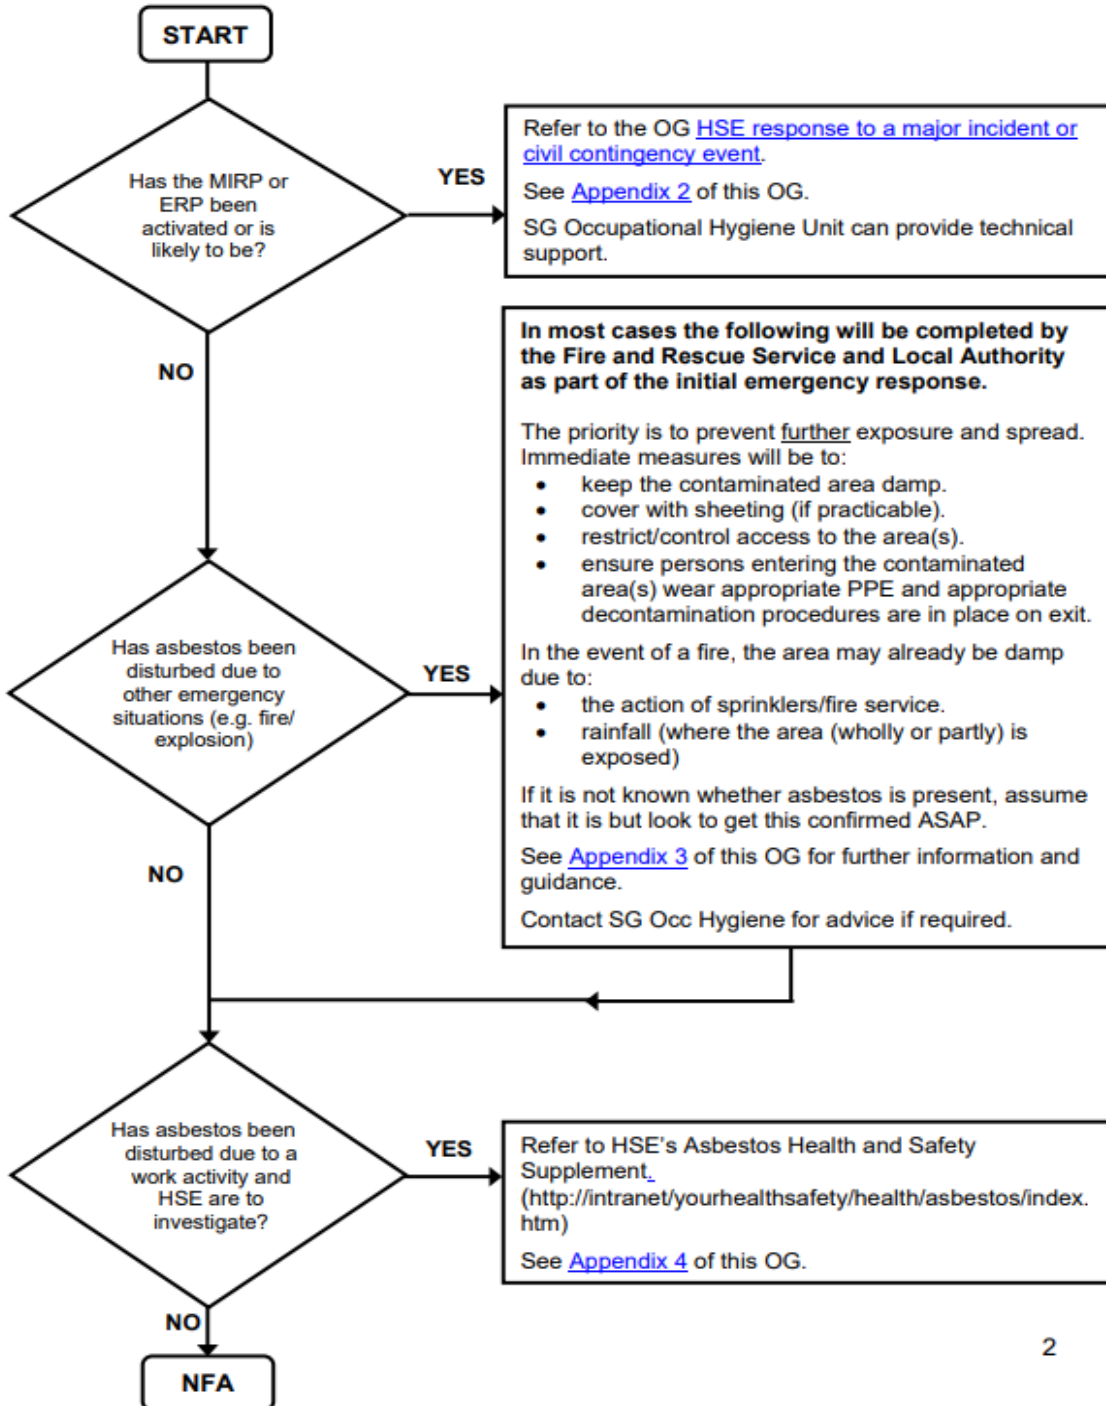 START
Has the MIRP or
ERP been
activated or is
likely to be?
YES
Refer to the OG HSE response to a major incident or
civil contingency event.
See Appendix 2 of this OG.
SG Occupational Hygiene Unit can provide technical
support.
NO
In most cases the following will be completed by
the Fire and Rescue Service and Local Authority
as part of the initial emergency response.
The priority is to prevent further exposure and spread.
Immediate measures will be to:
• keep the contaminated area damp.
• cover with sheeting (if practicable).
• restrict/control access to the area(s).
• ensure persons entering the contaminated
area(s) wear appropriate PPE and appropriate
decontamination procedures are in place on exit.
In the event of a fire, the area may already be damp
due to:
• the action of sprinklers/fire service.
• rainfall (where the area (wholly or partly) is
exposed)
If it is not known whether asbestos is present, assume
that it is but look to get this confirmed ASAP.
See Appendix 3 of this OG for further information and
guidance.
Contact SG Occ Hygiene for advice if required.
Has asbestos been
disturbed due to
other emergency
situations (e.g. fire/
explosion)
YES
NO
Has asbestos been
disturbed due to a
work activity and
HSE are to
investigate?
YES
Refer to HSE's Asbestos Health and Safety
Supplement.
(http://intranet/yourhealthsafety/health/asbestos/index.
htm)
See Appendix 4 of this OG.
NO
NFA
2